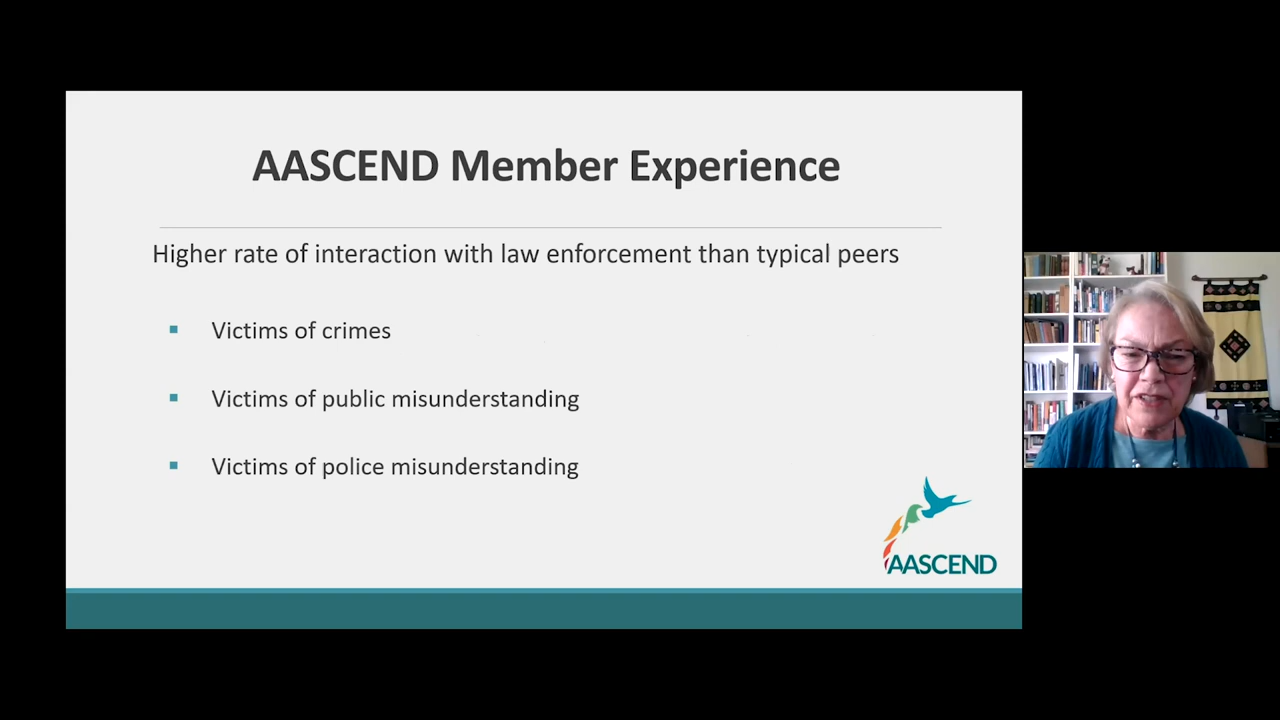 AASCEND Member Experience
Higher rate of interaction with law enforcement than typical peers
Victims of crimes
Victims of public misunderstanding
Victims of police misunderstanding
AASCEND